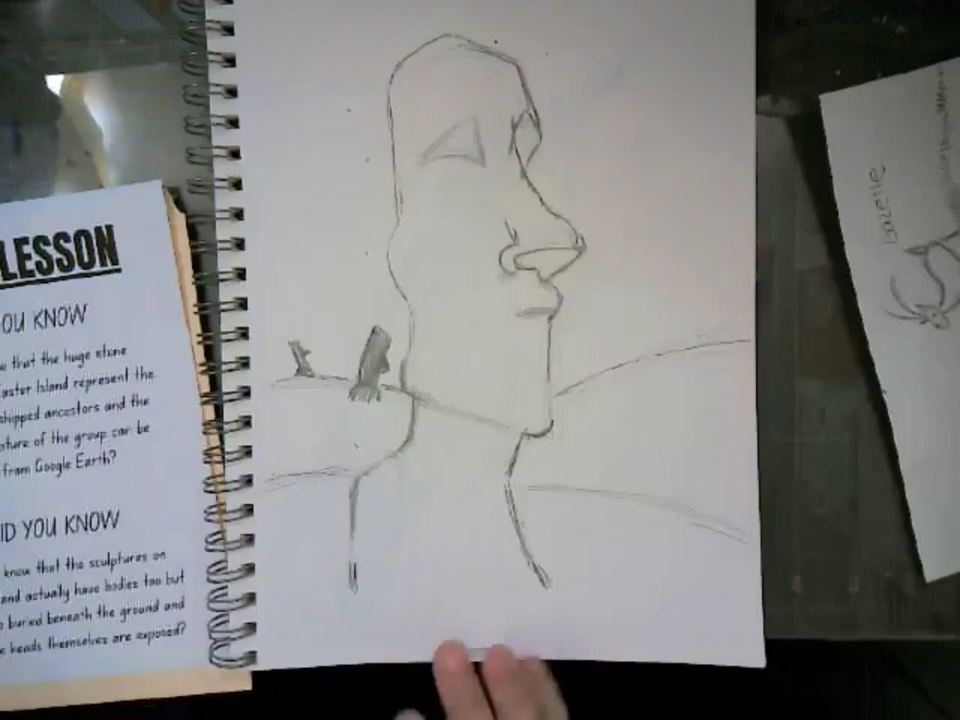 LESSON
OU KNOW
that the huge stone
Easter Island represent the
shipped ancestors and the
ature of the group can be
from Google Earth?
ID YOU KNOW
know that the sculptures on
and actually have bodies too but
buried beneath the ground and
heads themselves are exposed?
Gazelle